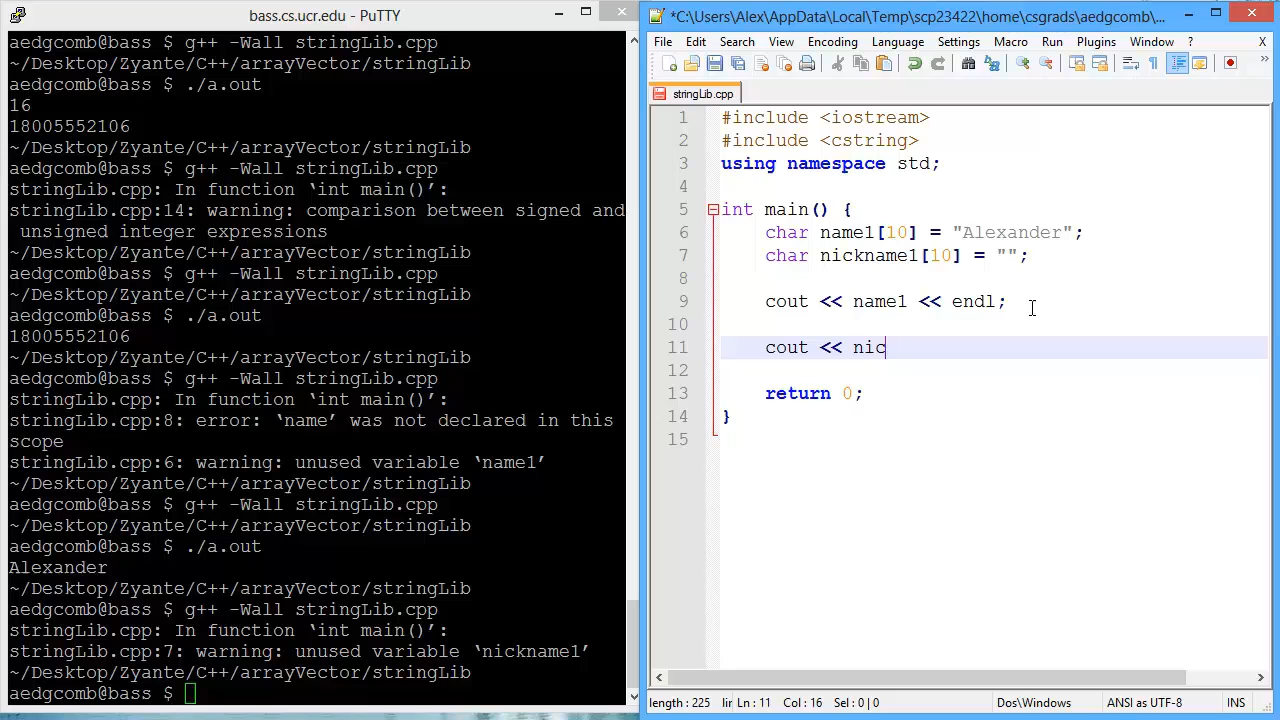 bass.cs.ucr.edu - PuTTY
aedgcomb@bass $ g++ -Wall stringLib.cpp
~/Desktop/Zyante/C++/arrayVector/stringLib
aedgcomb@bass $ ./a.out
16
18005552106
~/Desktop/Zyante/C++/arrayVector/stringLib
aedgcomb@bass $ g++ -Wall stringLib.cpp
stringLib.cpp: In function ‘int main()’:
stringLib.cpp:14: warning: comparison between signed and
unsigned integer expressions
~/Desktop/Zyante/C++/arrayVector/stringLib
aedgcomb@bass $ g++ -Wall stringLib.cpp
~/Desktop/Zyante/C++/arrayVector/stringLib
aedgcomb@bass $ ./a.out
18005552106
~/Desktop/Zyante/C++/arrayVector/stringLib
aedgcomb@bass $ g++ -Wall stringLib.cpp
stringLib.cpp: In function ‘int main()’:
stringLib.cpp:8: error: ‘name’ was not declared in this
scope
stringLib.cpp:6: warning: unused variable ‘name1’
~/Desktop/Zyante/C++/arrayVector/stringLib
aedgcomb@bass $ g++ -Wall stringLib.cpp
~/Desktop/Zyante/C++/arrayVector/stringLib
aedgcomb@bass $ ./a.out
Alexander
~/Desktop/Zyante/C++/arrayVector/stringLib
aedgcomb@bass $ g++ -Wall stringLib.cpp
stringLib.cpp: In function ‘int main()’:
stringLib.cpp:7: warning: unused variable ‘nickname1’
~/Desktop/Zyante/C++/arrayVector/stringLib
aedgcomb@bass $
*C:\Users\Alex\AppData\Local\Temp\scp23422\home\csgrads\aedgcomb\...
File Edit Search View Encoding Language Settings Macro Run Plugins Window ? X
stringLib.cpp
1 #include <iostream>
2 #include <cstring>
3 using namespace std;
4
5 int main() {
6 char name1[10] = "Alexander";
7 char nickname1[10] = "";
8
9 cout << name1 << endl;
10
11 cout << nic
12
13 return 0;
14 }
15
length : 225 lir Ln : 11 Col : 16 Sel : 0 | 0 Dos\Windows ANSI as UTF-8 INS